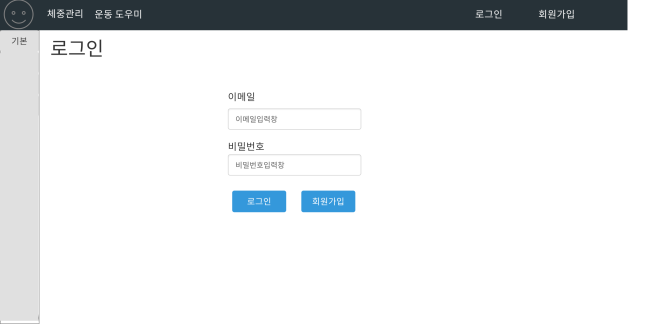 체중관리 운동 도우미 로그인 회원가입
기본
로그인
이메일
이메일입력창
비밀번호
비밀번호입력창
로그인 회원가입